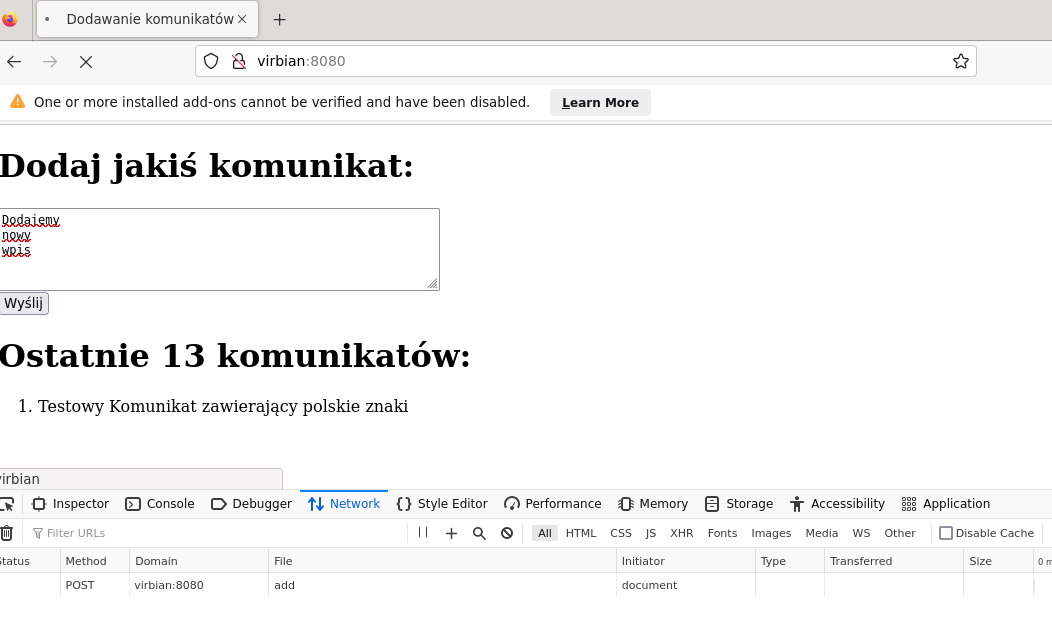 Dodawanie komunikatów
virbian:8080
One or more installed add-ons cannot be verified and have been disabled. Learn More
Dodaj jakiś komunikat:
Dodajemy
nowy
wpis
Wyślij
Ostatnie 13 komunikatów:
1. Testowy Komunikat zawierający polskie znaki
virbian
Inspector Console Debugger Network Style Editor Performance Memory Storage Accessibility Application
Filter URLs All HTML CSS JS XHR Fonts Images Media WS Other Disable Cache
Status Method Domain File Initiator Type Transferred Size 0 m
POST virbian:8080 add document